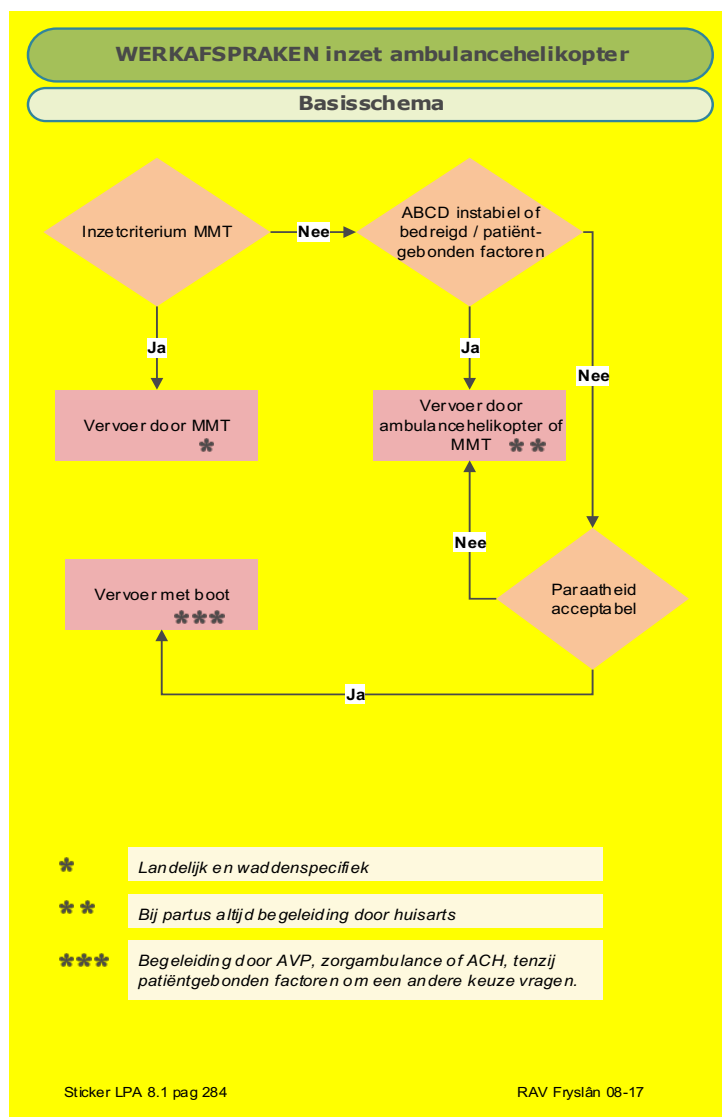 WERKAFSPRAKEN inzet ambulancehelikopter
Basisschema
Inzetcriterium MMT
Nee
ABCD instabiel of
bedreigd / patiënt-
gebonden factoren
Ja
Ja
Nee
Vervoer door MMT
*
Vervoer door
ambulancehelikopter of
MMT * *
Nee
Vervoer met boot
***
Paraatheid
acceptabel
Ja
* Landelijk en waddenspecifiek
* * Bij partus altijd begeleiding door huisarts
*** Begeleiding door AVP, zorgambulance of ACH, tenzij
patiëntgebonden factoren om een andere keuze vragen.
Sticker LPA 8.1 pag 284 RAV Fryslân 08-17